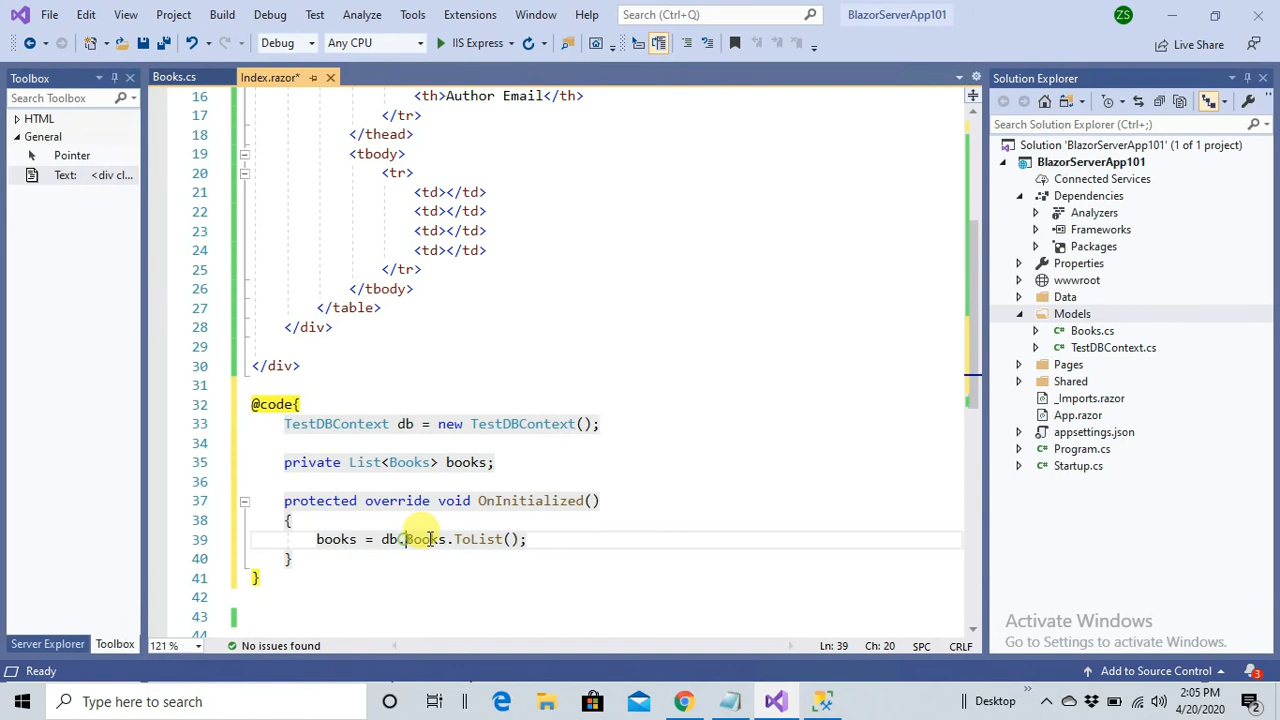 File Edit View Project Build Debug Test Analyze Tools Extensions Window Help Search (Ctrl+Q) BlazorServerApp101 ZS
Debug Any CPU IIS Express Live Share
Toolbox
Search Toolbox
HTML
General
Pointer
Text: <div cl...
Server Explorer Toolbox
Books.cs Index.razor*
16 <th>Author Email</th>
17 </tr>
18 </thead>
19 <tbody>
20 <tr>
21 <td></td>
22 <td></td>
23 <td></td>
24 <td></td>
25 </tr>
26 </tbody>
27 </table>
28 </div>
29
30 </div>
31
32 @code{
33 TestDBContext db = new TestDBContext();
34
35 private List<Books> books;
36
37 protected override void OnInitialized()
38 {
39 books = db.Books.ToList();
40 }
41 }
42
43
44
121 % No issues found Ln: 39 Ch: 20 SPC CRLF
Solution Explorer
Search Solution Explorer (Ctrl+;)
Solution 'BlazorServerApp101' (1 of 1 project)
BlazorServerApp101
Connected Services
Dependencies
Analyzers
Frameworks
Packages
Properties
wwwroot
Data
Models
Books.cs
TestDBContext.cs
Pages
Shared
_Imports.razor
App.razor
appsettings.json
Program.cs
Startup.cs
Activate Windows
Go to Settings to activate Windows.
Ready Add to Source Control 3
Type here to search Desktop 2:05 PM
4/20/2020 2